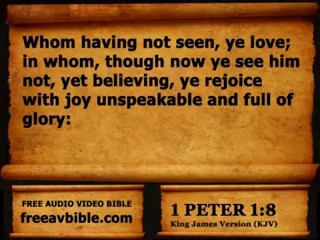 Whom having not seen, ye love;
in whom, though now ye see him
not, yet believing, ye rejoice
with joy unspeakable and full of
glory:
FREE AUDIO VIDEO BIBLE
freeavbible.com
1 PETER 1:8
King James Version (KJV)